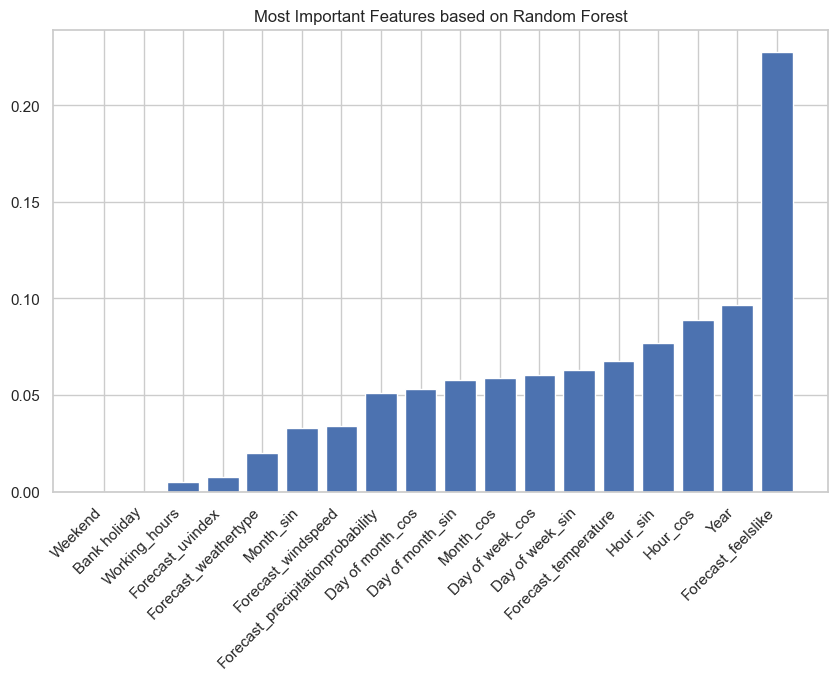 Most Important Features based on Random Forest
0.20
0.15
0.10
0.05
0.00
Weekend
Bank holiday
Working_hours
Forecast_uvindex
Forecast_weathertype
Month_sin
Forecast_windspeed
Forecast_precipitationprobability
Day of month_cos
Day of month_sin
Month_cos
Day of week_cos
Day of week_sin
Forecast_temperature
Hour_sin
Hour_cos
Year
Forecast_feelslike